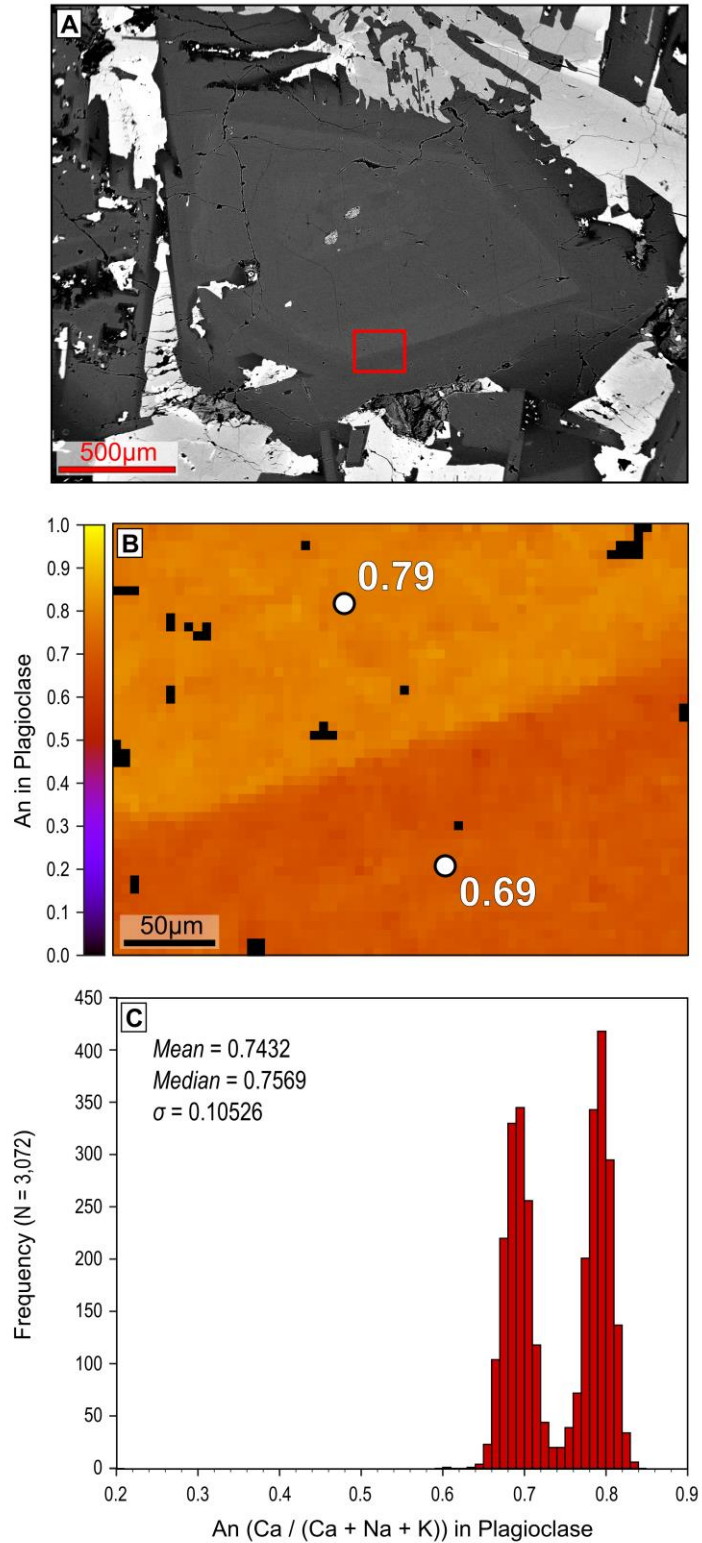 A
500µm
1.0
0.9
0.8
0.7
0.6
0.5
0.4
0.3
0.2
0.1
0.0
An in Plagioclase
B
0.79
0.69
50µm
C
Mean = 0.7432
Median = 0.7569
σ = 0.10526
450
400
350
300
250
200
150
100
50
0
Frequency (N = 3,072)
0.2 0.3 0.4 0.5 0.6 0.7 0.8 0.9
An (Ca / (Ca + Na + K)) in Plagioclase